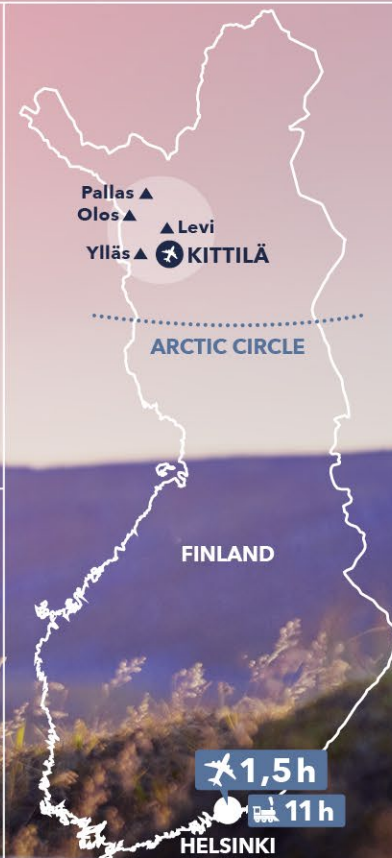 Pallas
Olos
Levi
Ylläs
KITTILÄ
ARCTIC CIRCLE
FINLAND
1,5 h
11 h
HELSINKI